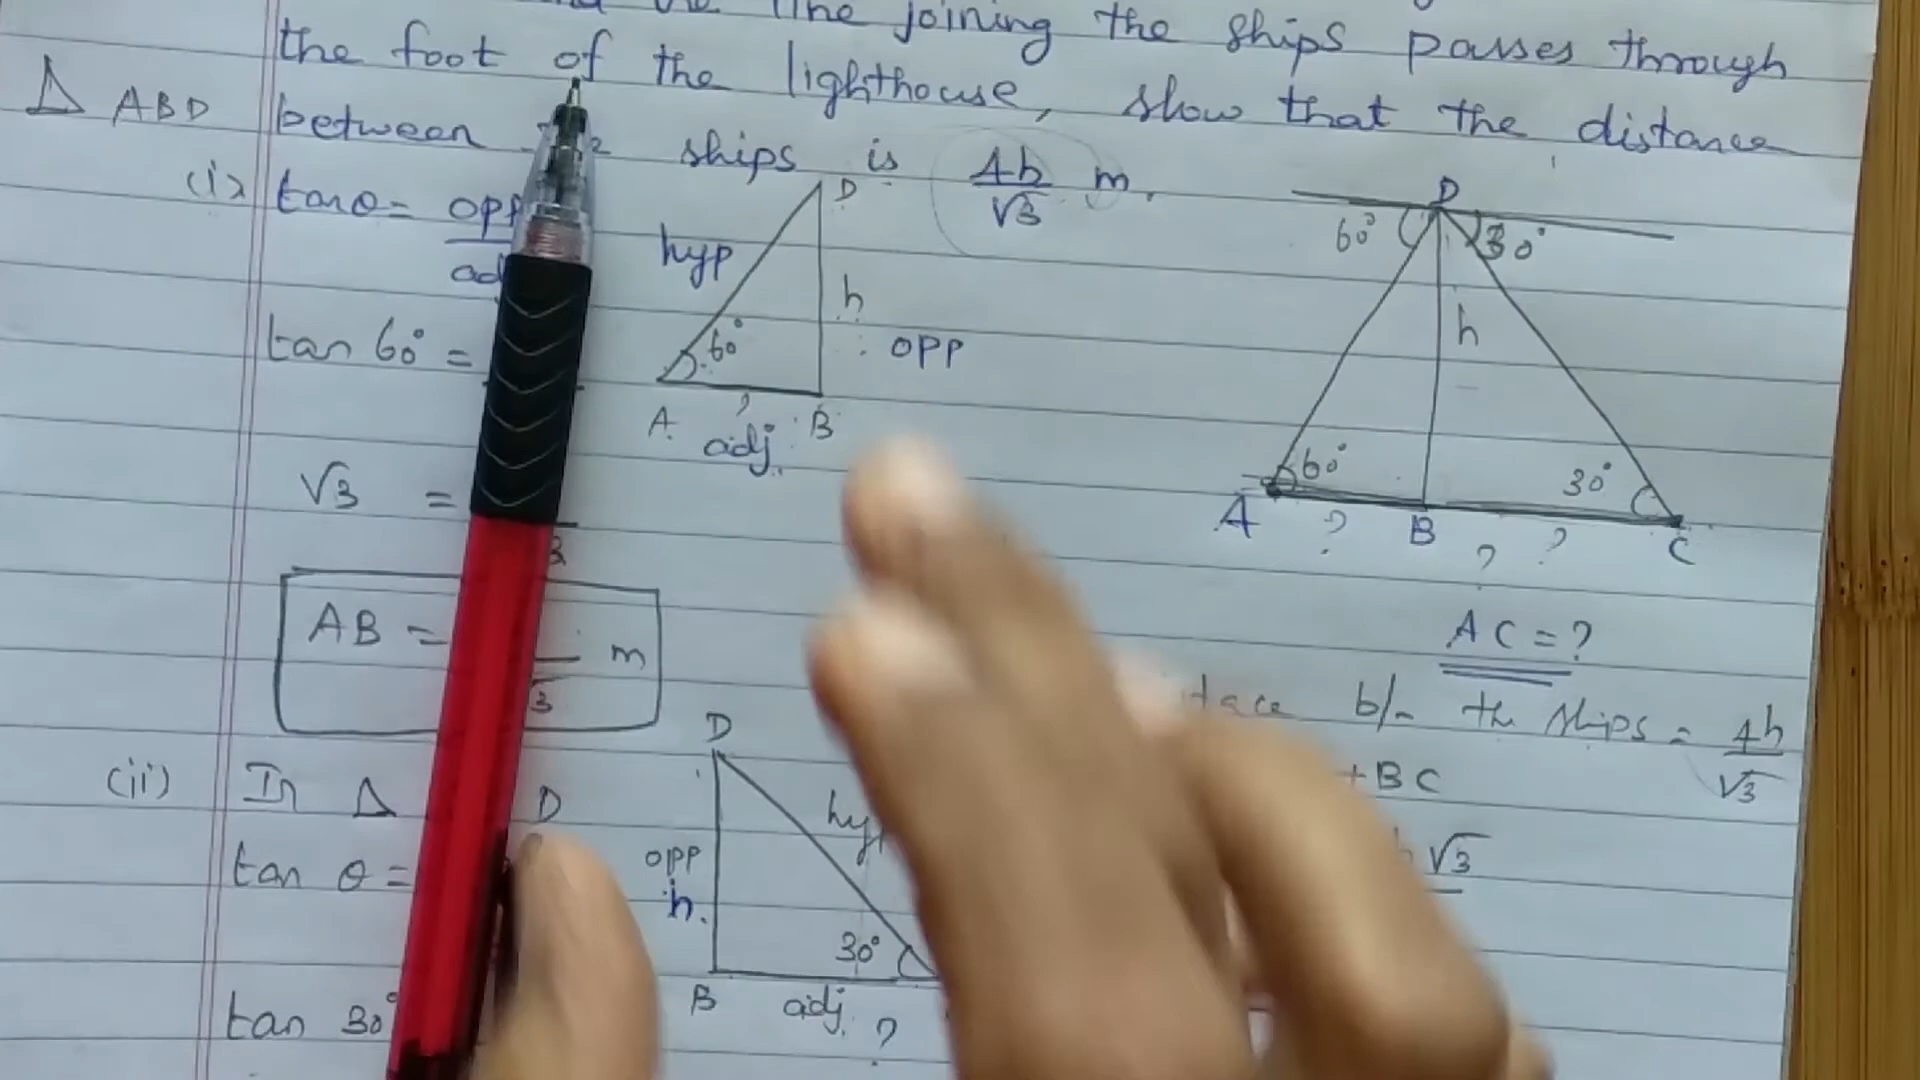 the line joining the ships passes through
the foot of the lighthouse, show that the distance
Δ ABD between ships is 4h/√3 m.
(i) tanθ = opp
D
hyp
h
opp
60°
A adj. B
?
tan 60° =
√3 =
AB = m
D
60° 30°
h
60° 30°
A ? B ? ? C
AC = ?
b/n the ships = 4h/√3
+BC
√3
(ii) In Δ D
tan θ =
tan 30°
D
opp
h.
30°
B adj. ?